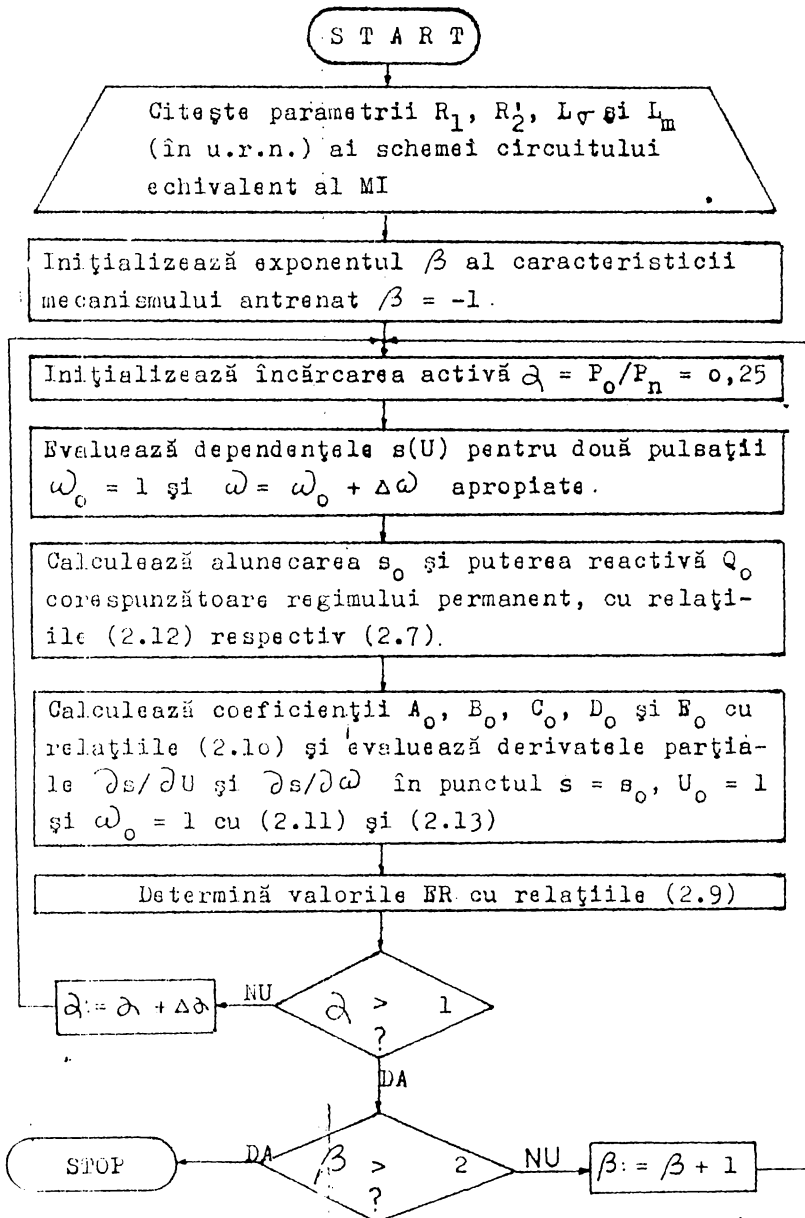 S T A R T
Citeşte parametrii R1, R2', Lσ şi Lm
(în u.r.n.) ai schemei circuitului
echivalent al MI
Iniţializează exponentul β al caracteristicii
mecanismului antrenat β = -1.
Iniţializează încărcarea activă α = Po/Pn = o,25
Evaluează dependenţele s(U) pentru două pulsaţii
ωo = 1 şi ω = ωo + Δω apropiate.
Calculează alunecarea so şi puterea reactivă Qo
corespunzătoare regimului permanent, cu relaţi-
ile (2.12) respectiv (2.7).
Calculează coeficienţii Ao, Bo, Co, Do şi Eo cu
relaţiile (2.1o) şi evaluează derivatele parţia-
le ∂s/∂U şi ∂s/∂ω în punctul s = so, Uo = 1
şi ωo = 1 cu (2.11) şi (2.13)
Determină valorile ER cu relaţiile (2.9)
α > 1
?
NU
α:= α + Δα
DA
β > 2
?
DA
STOP
NU
β:= β + 1